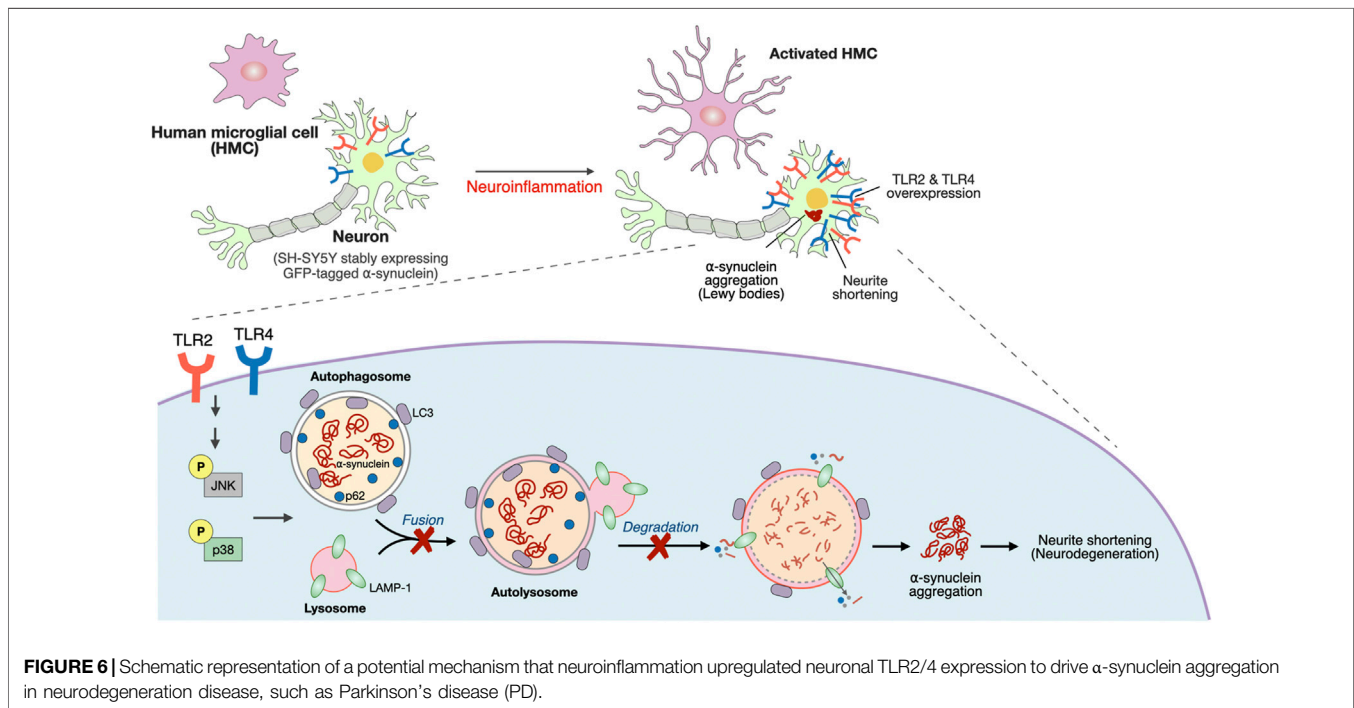 Activated HMC
Human microglial cell
(HMC)
Neuroinflammation
TLR2 & TLR4
overexpression
Neuron
(SH-SY5Y stably expressing
GFP-tagged α-synuclein)
α-synuclein
aggregation
(Lewy bodies)
Neurite
shortening
TLR2
TLR4
Autophagosome
LC3
α-synuclein
p62
P
JNK
P
p38
Fusion
Degradation
LAMP-1
Lysosome
Autolysosome
α-synuclein
aggregation
Neurite shortening
(Neurodegeneration)
FIGURE 6 | Schematic representation of a potential mechanism that neuroinflammation upregulated neuronal TLR2/4 expression to drive α-synuclein aggregation
in neurodegeneration disease, such as Parkinson's disease (PD).